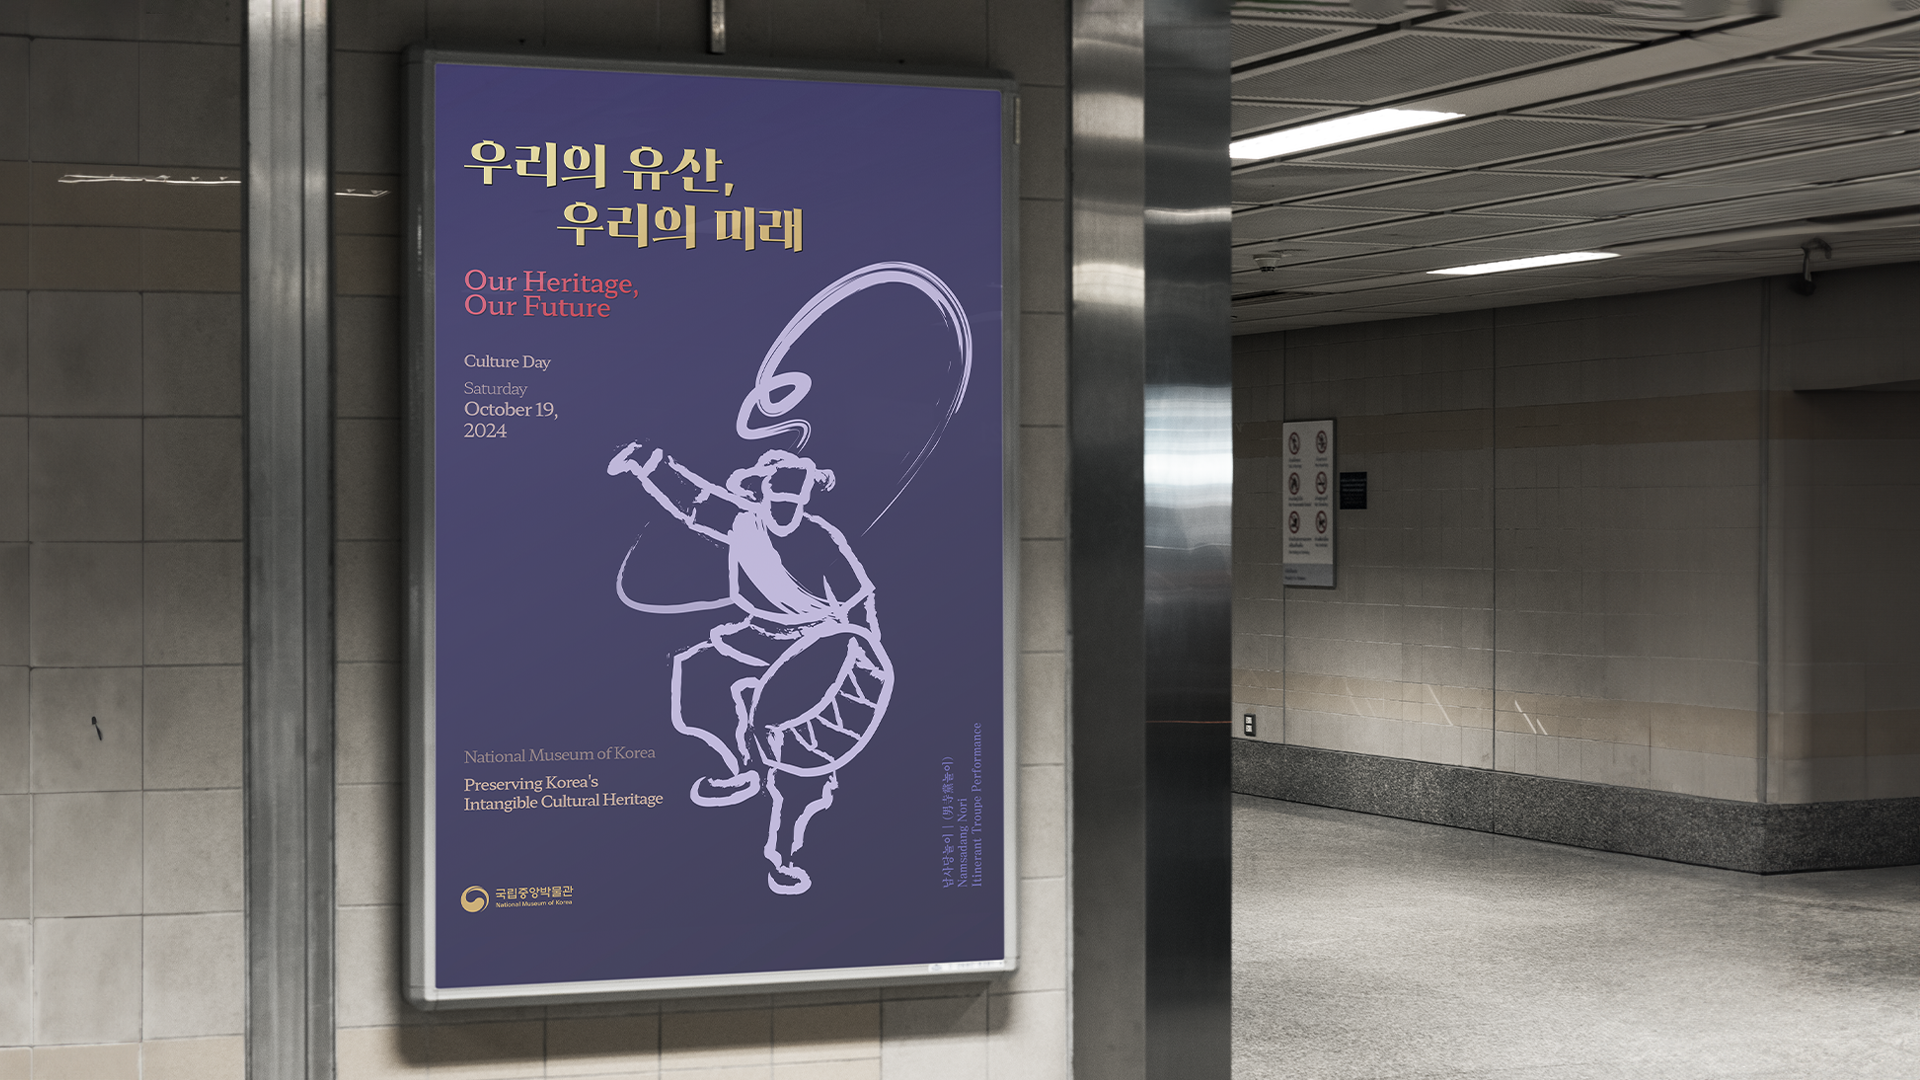 우리의 유산,
우리의 미래
Our Heritage,
Our Future
Culture Day
Saturday
October 19,
2024
National Museum of Korea
Preserving Korea's
Intangible Cultural Heritage
남사당놀이 | (男寺黨놀이)
Namsadang Nori
Itinerant Troupe Performance
국립중앙박물관
National Museum of Korea